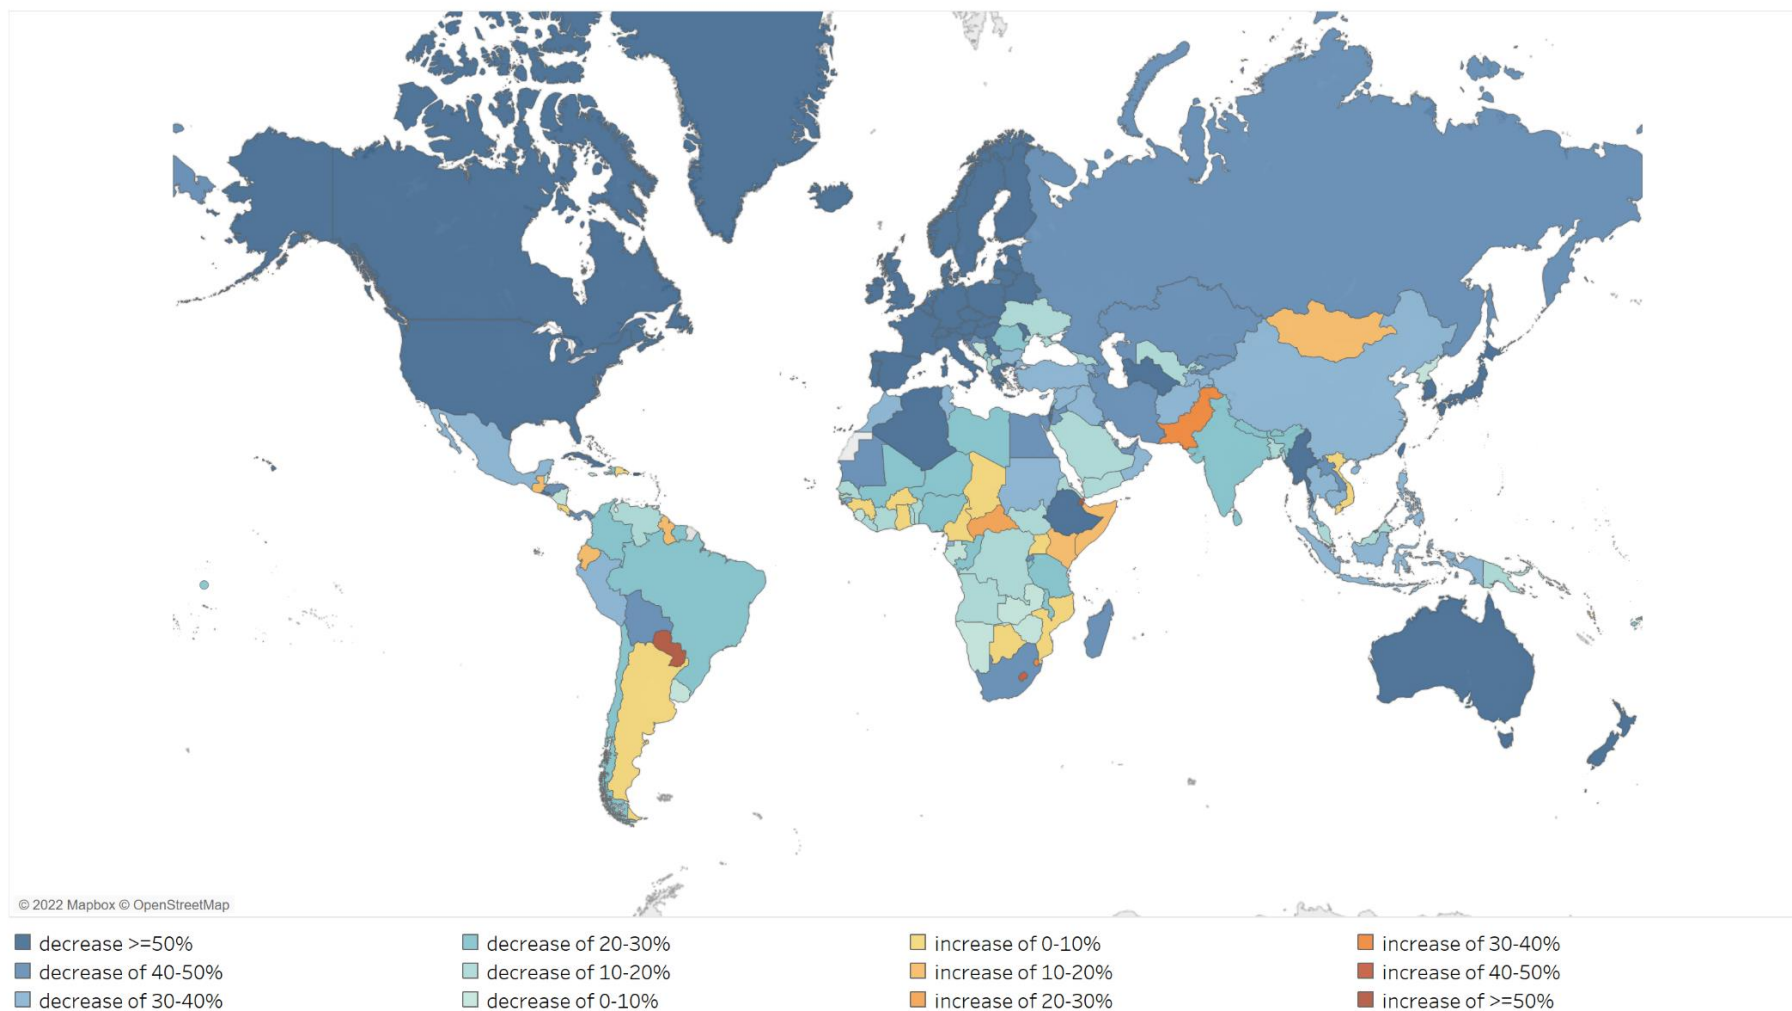 © 2022 Mapbox © OpenStreetMap
decrease >=50%
decrease of 40-50%
decrease of 30-40%
decrease of 20-30%
decrease of 10-20%
decrease of 0-10%
increase of 0-10%
increase of 10-20%
increase of 20-30%
increase of 30-40%
increase of 40-50%
increase of >=50%